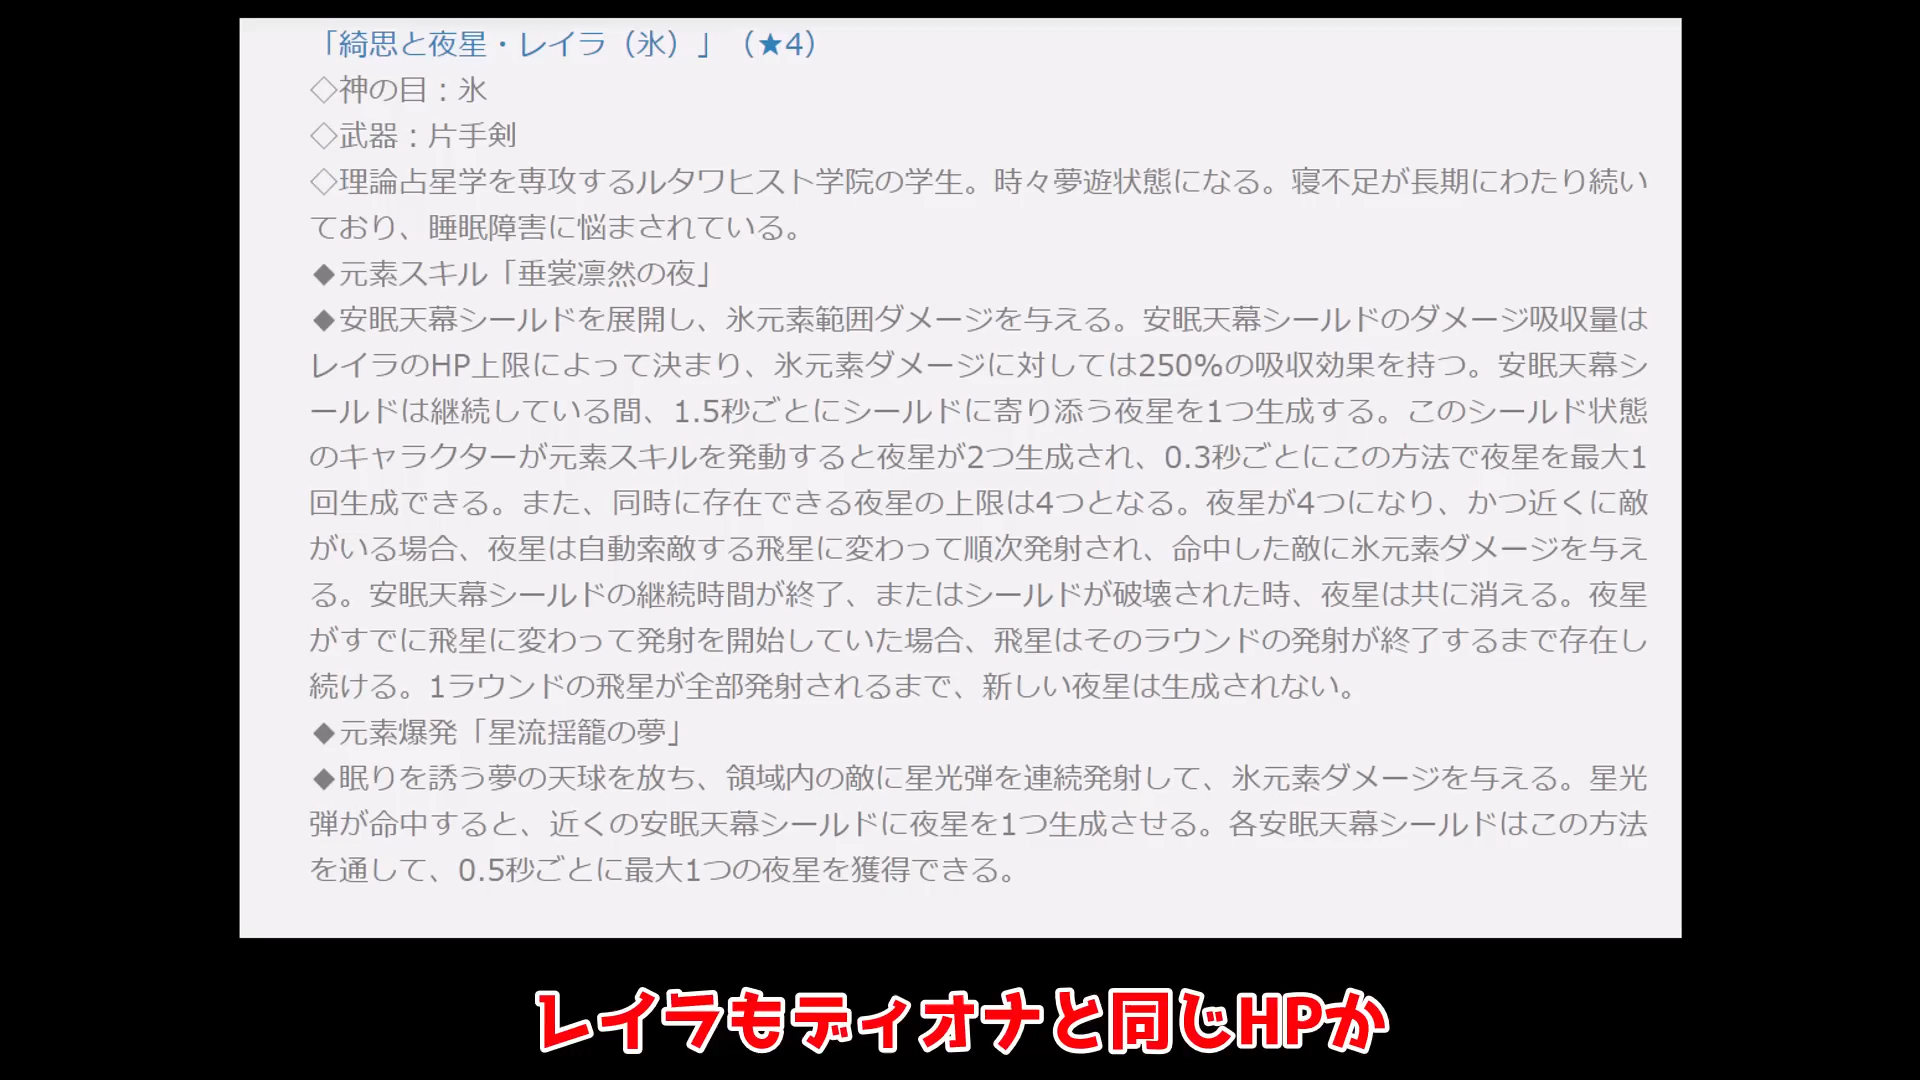 「綺思と夜星・レイラ（氷）」（★4）
◇神の目：氷
◇武器：片手剣
◇理論占星学を専攻するルタワヒスト学院の学生。時々夢遊状態になる。寝不足が長期にわたり続い
ており、睡眠障害に悩まされている。
◆元素スキル「垂裳凛然の夜」
◆安眠天幕シールドを展開し、氷元素範囲ダメージを与える。安眠天幕シールドのダメージ吸収量は
レイラのHP上限によって決まり、氷元素ダメージに対しては250%の吸収効果を持つ。安眠天幕シ
ールドは継続している間、1.5秒ごとにシールドに寄り添う夜星を1つ生成する。このシールド状態
のキャラクターが元素スキルを発動すると夜星が2つ生成され、0.3秒ごとにこの方法で夜星を最大1
回生成できる。また、同時に存在できる夜星の上限は4つとなる。夜星が4つになり、かつ近くに敵
がいる場合、夜星は自動索敵する飛星に変わって順次発射され、命中した敵に氷元素ダメージを与え
る。安眠天幕シールドの継続時間が終了、またはシールドが破壊された時、夜星は共に消える。夜星
がすでに飛星に変わって発射を開始していた場合、飛星はそのラウンドの発射が終了するまで存在し
続ける。1ラウンドの飛星が全部発射されるまで、新しい夜星は生成されない。
◆元素爆発「星流揺籠の夢」
◆眠りを誘う夢の天球を放ち、領域内の敵に星光弾を連続発射して、氷元素ダメージを与える。星光
弾が命中すると、近くの安眠天幕シールドに夜星を1つ生成させる。各安眠天幕シールドはこの方法
を通して、0.5秒ごとに最大1つの夜星を獲得できる。
レイラもディオナと同じHPか